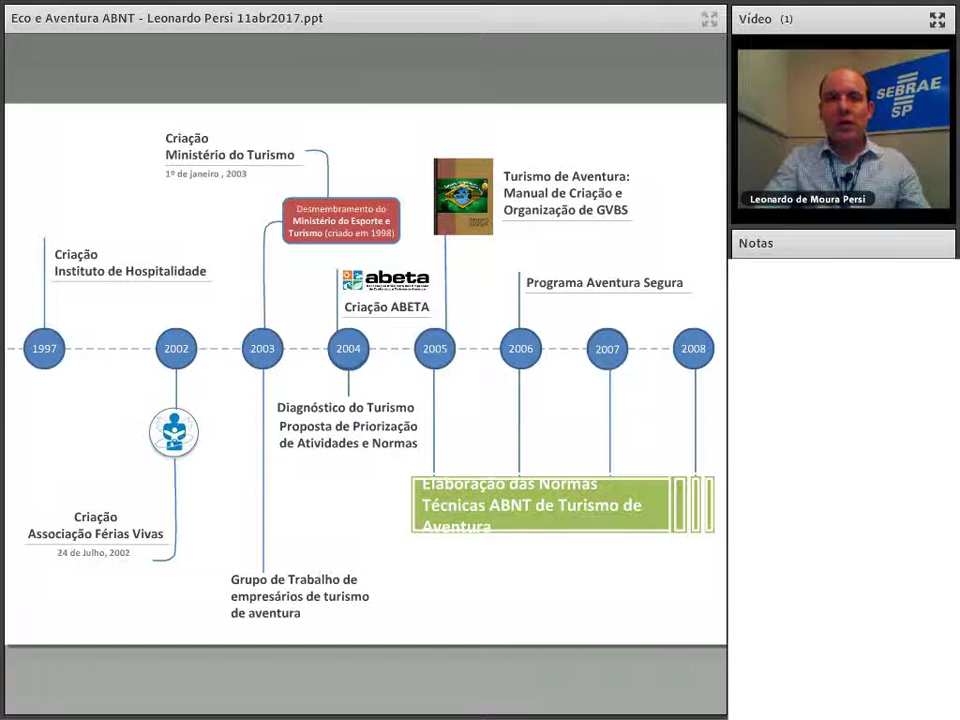 Eco e Aventura ABNT - Leonardo Persi 11abr2017.ppt
Vídeo (1)
SEBRAE
SP
Leonardo de Moura Persi
Notas
Criação
Ministério do Turismo
1º de janeiro , 2003
Desmembramento do
Ministério do Esporte e
Turismo (criado em 1998)
Turismo de Aventura:
Manual de Criação e
Organização de GVBS
Criação
Instituto de Hospitalidade
abeta
Criação ABETA
Programa Aventura Segura
1997
2002
2003
2004
2005
2006
2007
2008
Diagnóstico do Turismo
Proposta de Priorização
de Atividades e Normas
Elaboração das Normas
Técnicas ABNT de Turismo de
Aventura
Criação
Associação Férias Vivas
24 de Julho, 2002
Grupo de Trabalho de
empresários de turismo
de aventura